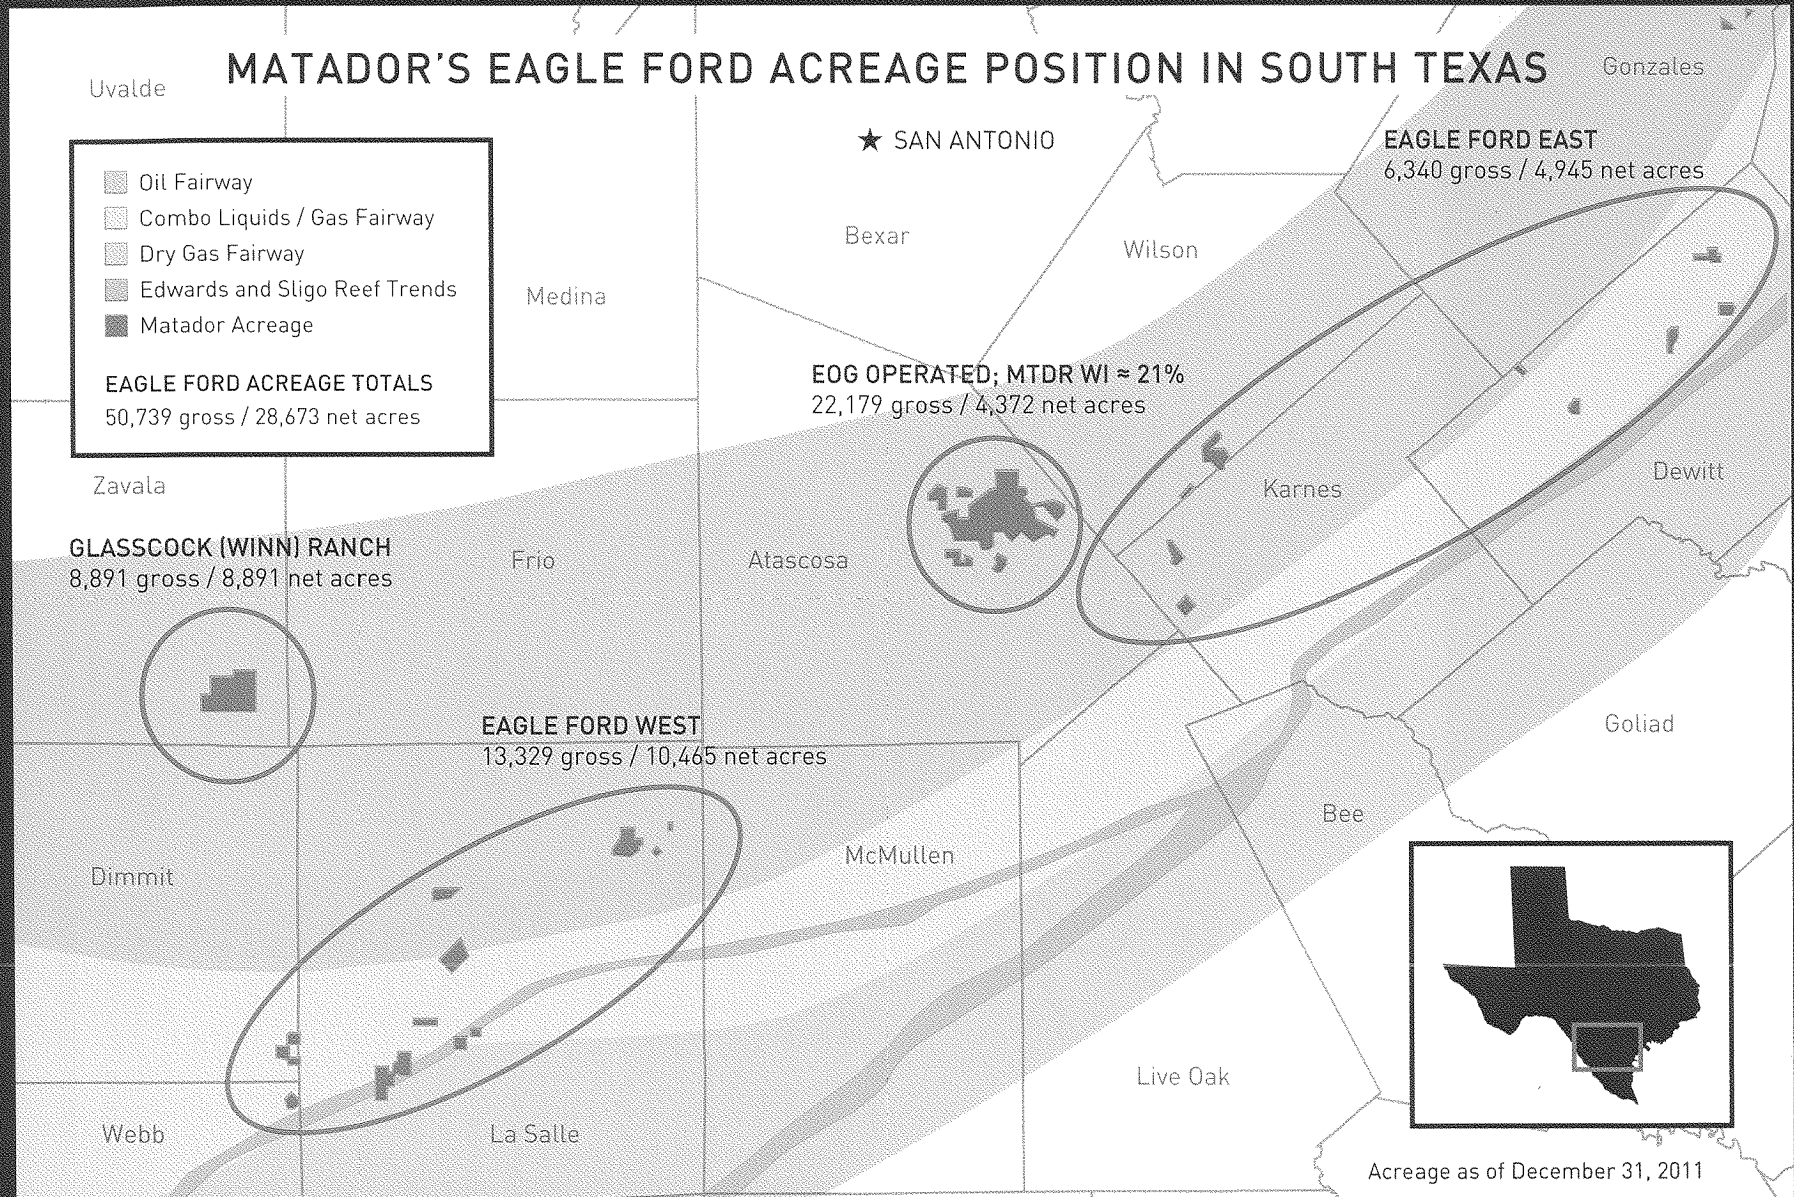 MATADOR'S EAGLE FORD ACREAGE POSITION IN SOUTH TEXAS
Uvalde
Gonzales
★ SAN ANTONIO
EAGLE FORD EAST
6,340 gross / 4,945 net acres
Oil Fairway
Combo Liquids / Gas Fairway
Dry Gas Fairway
Edwards and Sligo Reef Trends
Matador Acreage
EAGLE FORD ACREAGE TOTALS
50,739 gross / 28,673 net acres
Medina
Bexar
Wilson
EOG OPERATED; MTDR WI ≈ 21%
22,179 gross / 4,372 net acres
Zavala
Karnes
Dewitt
GLASSCOCK (WINN) RANCH
8,891 gross / 8,891 net acres
Frio
Atascosa
EAGLE FORD WEST
13,329 gross / 10,465 net acres
Goliad
Bee
Dimmit
McMullen
Live Oak
Webb
La Salle
Acreage as of December 31, 2011